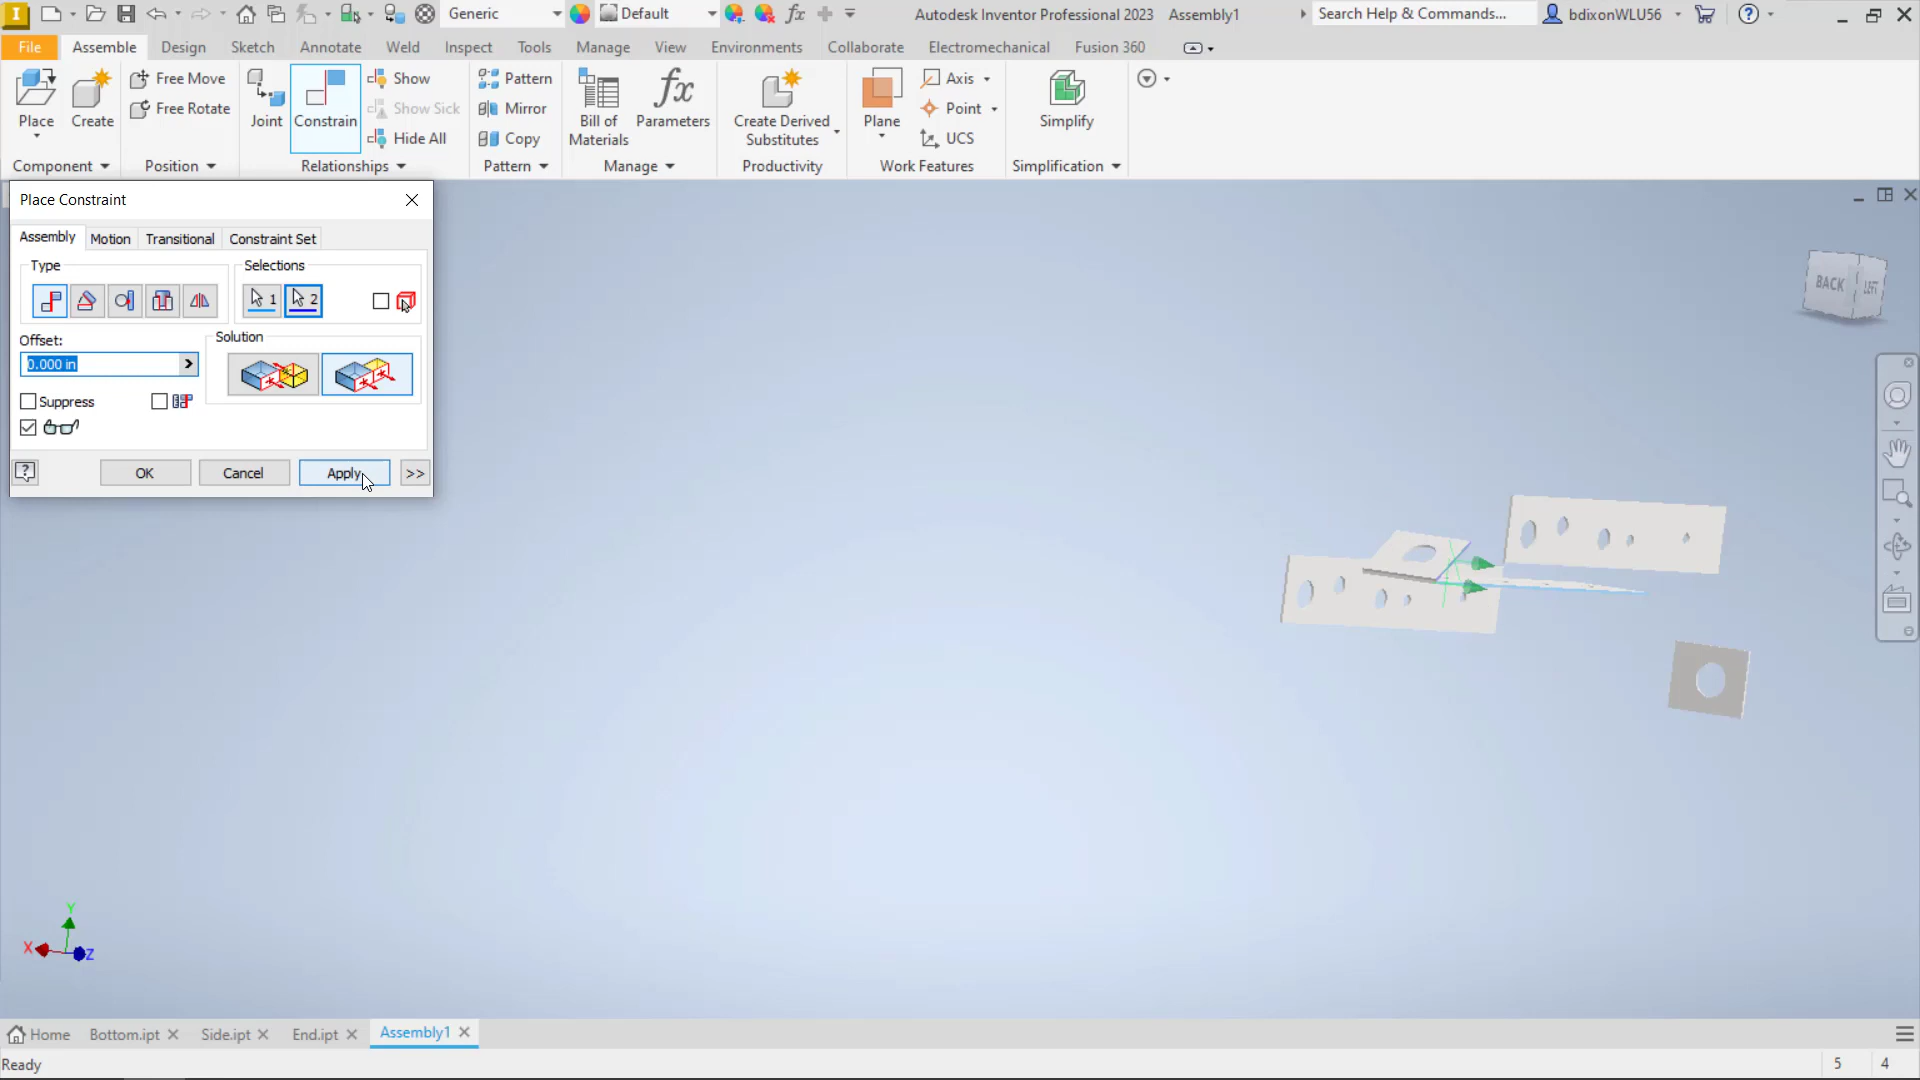 Generic
Default
Autodesk Inventor Professional 2023 Assembly1
Search Help & Commands...
bdixonWLU56
File Assemble Design Sketch Annotate Weld Inspect Tools Manage View Environments Collaborate Electromechanical Fusion 360
Place
Create
Free Move
Free Rotate
Joint
Constrain
Show
Show Sick
Hide All
Pattern
Mirror
Copy
Bill of
Materials
Parameters
Create Derived
Substitutes
Plane
Axis
Point
UCS
Simplify
Component Position Relationships Pattern Manage Productivity Work Features Simplification
Place Constraint
Assembly Motion Transitional Constraint Set
Type
Selections
1 2
Offset:
0.000 in
Solution
Suppress
OK Cancel Apply >>
BACK
LEFT
Y
X
Z
Home Bottom.ipt Side.ipt End.ipt Assembly1
Ready
5 4